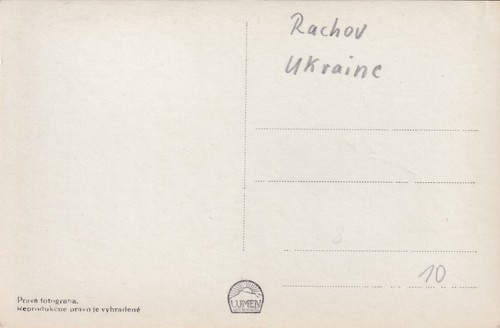 Rachov
Ukraine
10
Pravá fotografia.
Reprodukčné právo je vyhradené
LUMEN